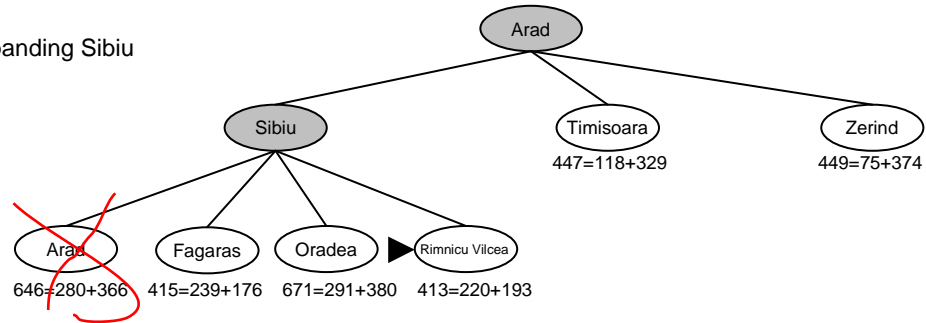 Arad
panding Sibiu
Sibiu Timisoara Zerind
447=118+329 449=75+374
Arad Fagaras Oradea Rimnicu Vilcea
646=280+366 415=239+176 671=291+380 413=220+193